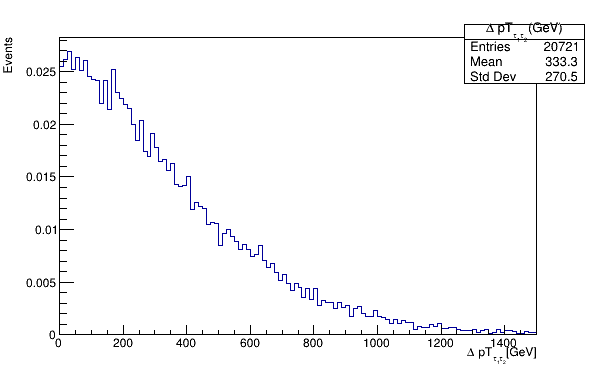 Δ pT_τ₁τ₂ (GeV)
Entries 20721
Mean 333.3
Std Dev 270.5
Events
0.025
0.02
0.015
0.01
0.005
0
0 200 400 600 800 1000 1200 1400
Δ pT_τ₁τ₂[GeV]